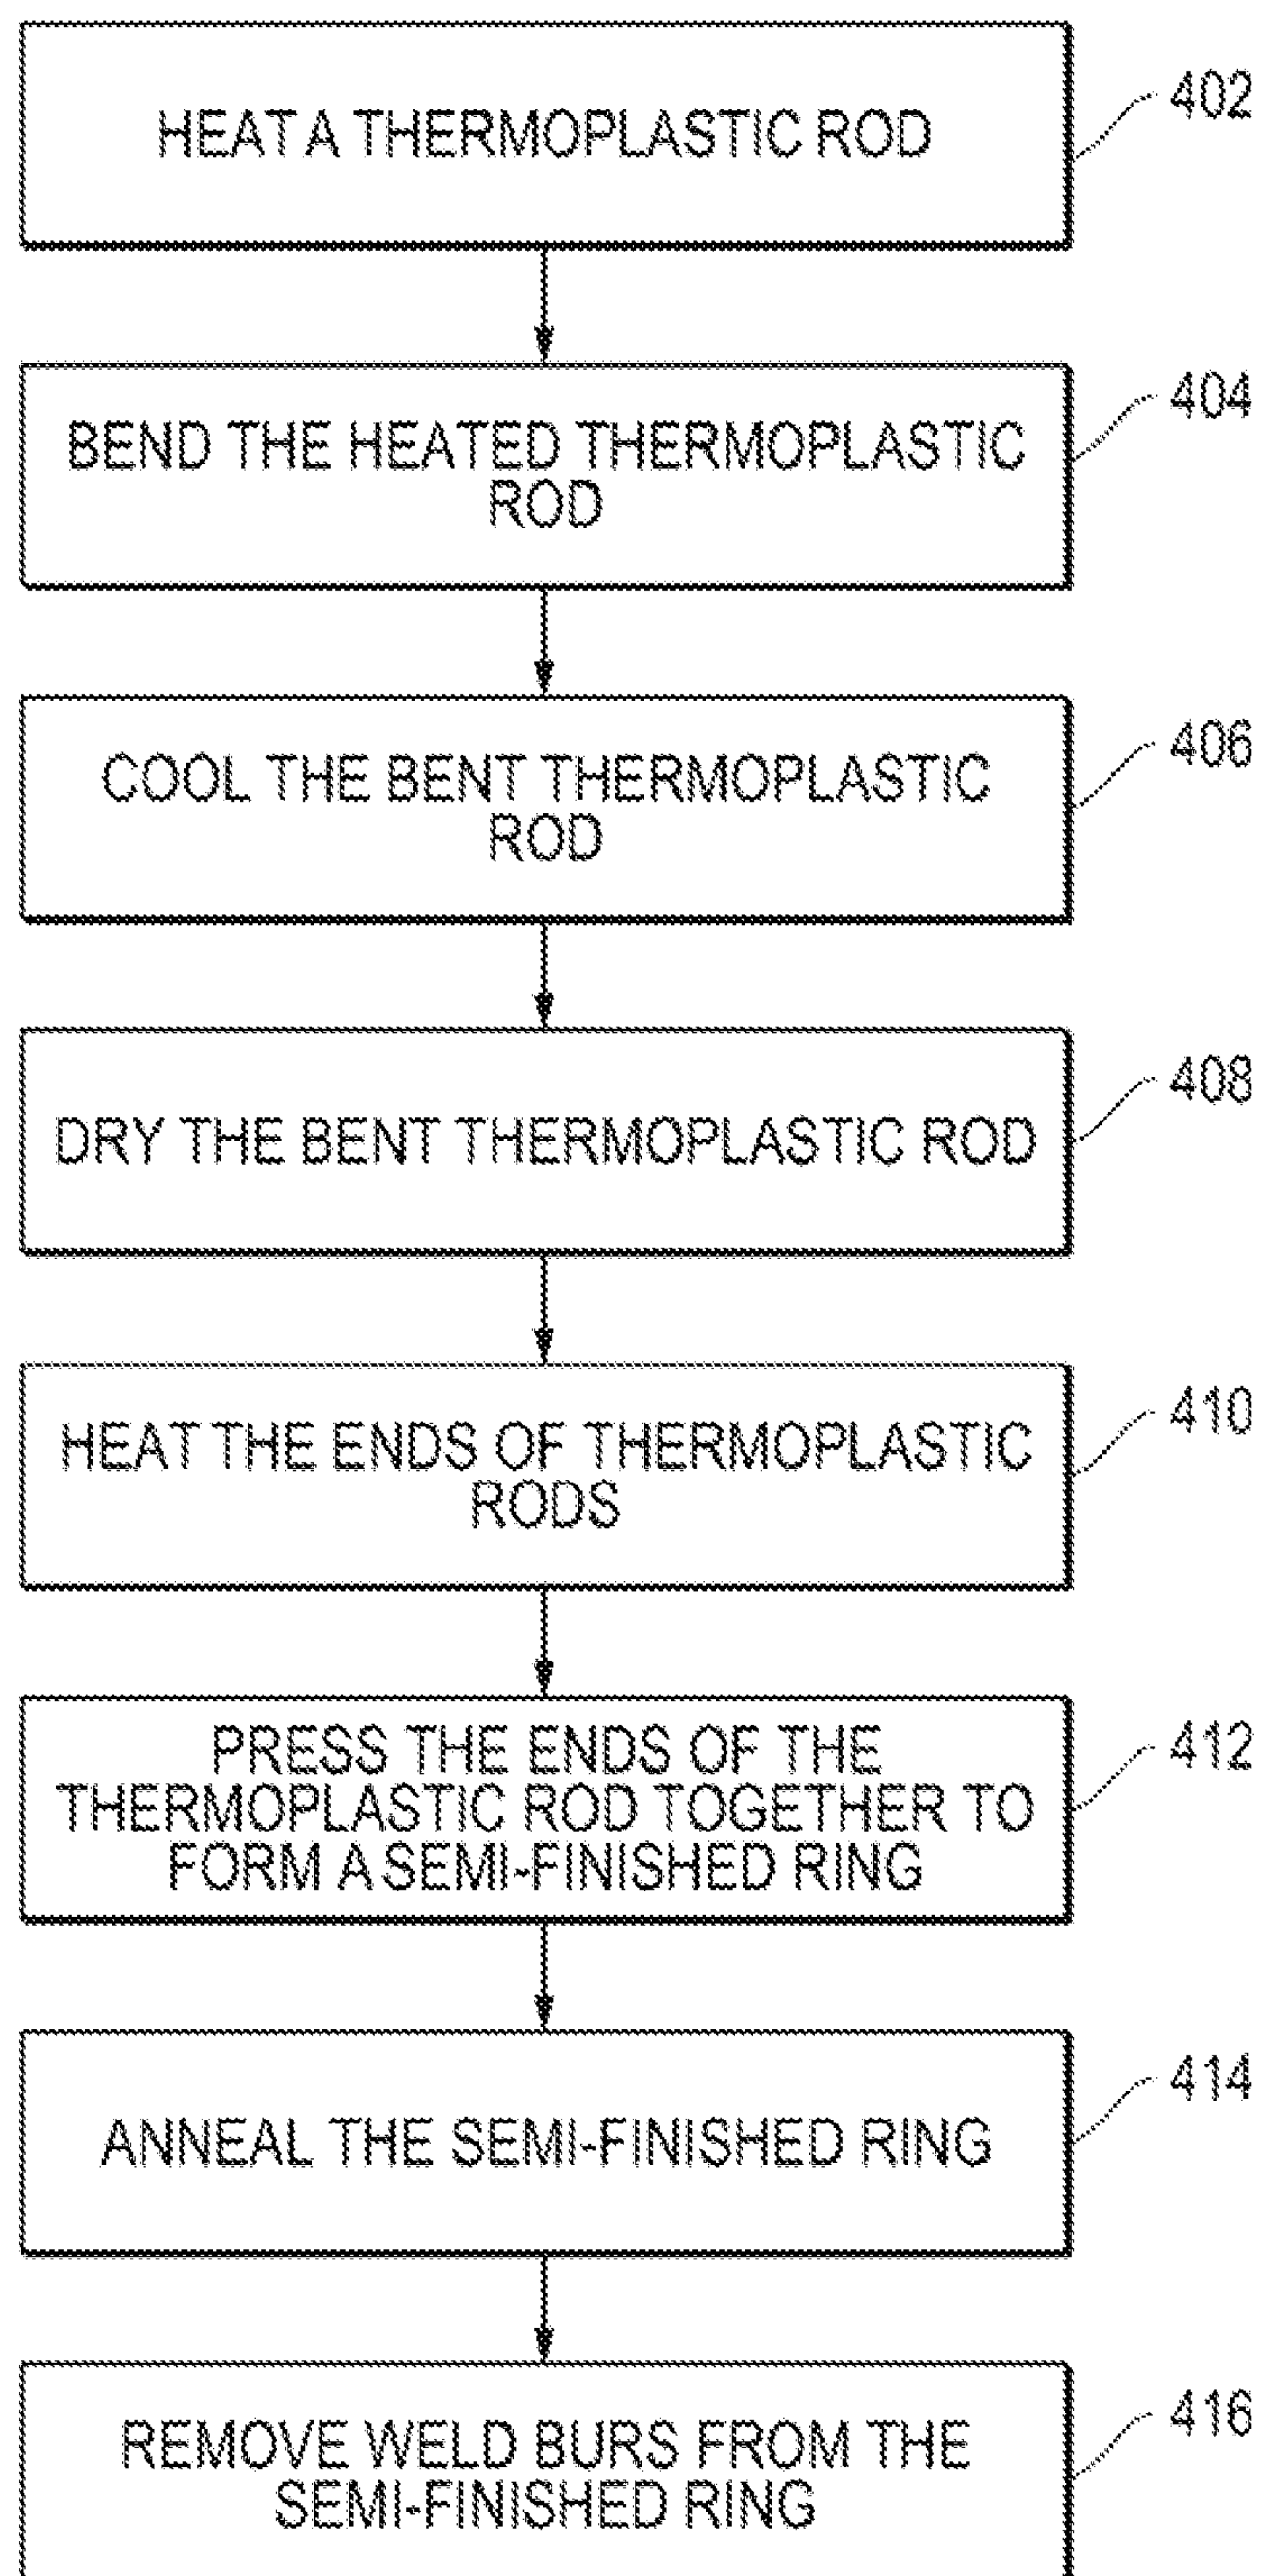 HEAT A THERMOPLASTIC ROD
402
BEND THE HEATED THERMOPLASTIC
ROD
404
COOL THE BENT THERMOPLASTIC
ROD
406
DRY THE BENT THERMOPLASTIC ROD
408
HEAT THE ENDS OF THERMOPLASTIC
RODS
410
PRESS THE ENDS OF THE
THERMOPLASTIC ROD TOGETHER TO
FORM A SEMI-FINISHED RING
412
ANNEAL THE SEMI-FINISHED RING
414
REMOVE WELD BURS FROM THE
SEMI-FINISHED RING
416